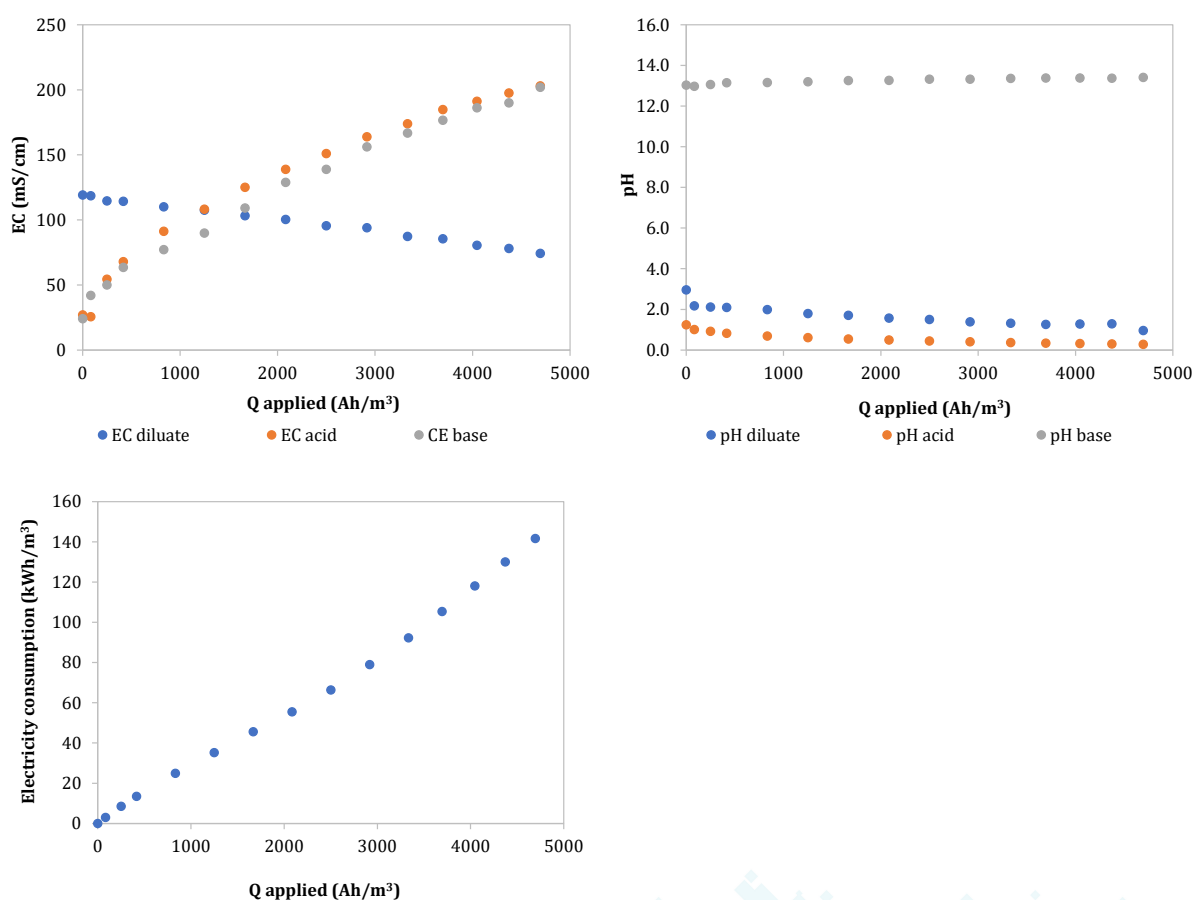 250
200
150
100
50
0
EC (mS/cm)
0 1000 2000 3000 4000 5000
Q applied (Ah/m³)
EC diluate EC acid CE base
16.0
14.0
12.0
10.0
8.0
6.0
4.0
2.0
0.0
pH
0 1000 2000 3000 4000 5000
Q applied (Ah/m³)
pH diluate pH acid pH base
160
140
120
100
80
60
40
20
0
Electricity consumption (kWh/m³)
0 1000 2000 3000 4000 5000
Q applied (Ah/m³)